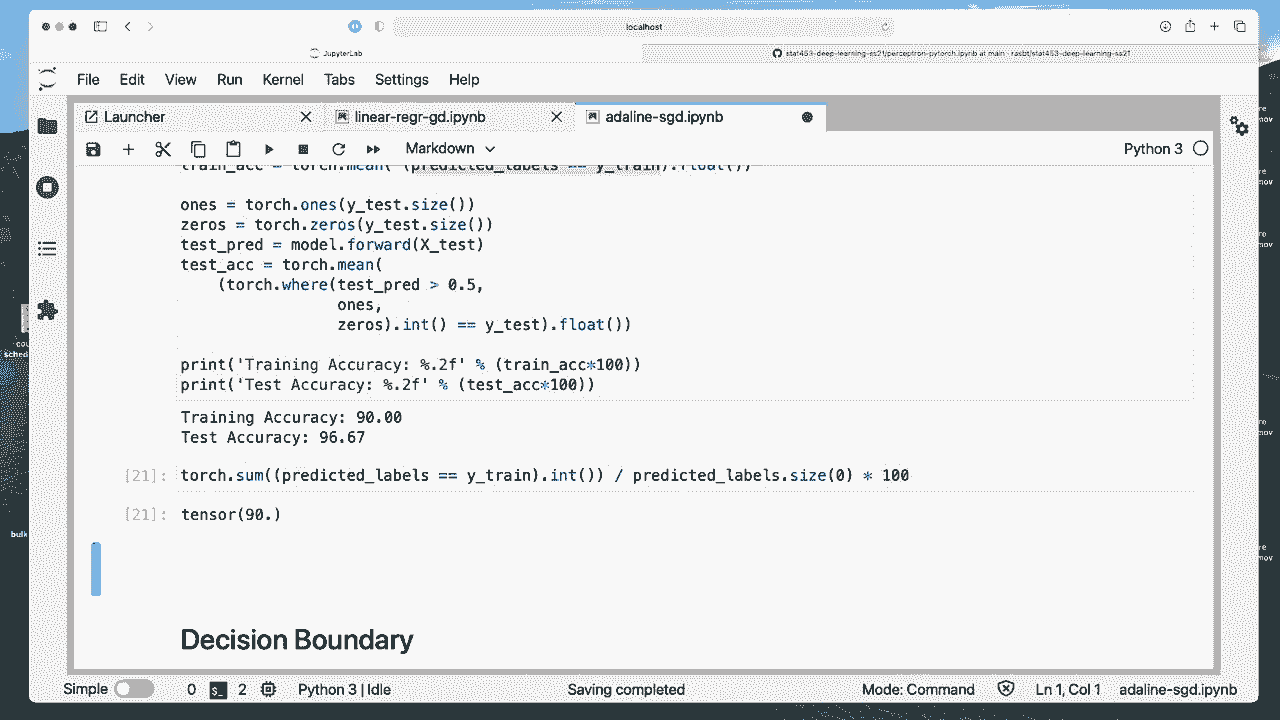 localhost
JupyterLab
stat453-deep-learning-ss21/perceptron-pytorch.ipynb at main · rasbt/stat453-deep-learning-ss21
File Edit View Run Kernel Tabs Settings Help
Launcher linear-regr-gd.ipynb adaline-sgd.ipynb
Markdown Python 3
train_acc = torch.mean( (predicted_labels == y_train).float())
ones = torch.ones(y_test.size())
zeros = torch.zeros(y_test.size())
test_pred = model.forward(X_test)
test_acc = torch.mean(
(torch.where(test_pred > 0.5,
ones,
zeros).int() == y_test).float())
print('Training Accuracy: %.2f' % (train_acc*100))
print('Test Accuracy: %.2f' % (test_acc*100))
Training Accuracy: 90.00
Test Accuracy: 96.67
[21]: torch.sum((predicted_labels == y_train).int()) / predicted_labels.size(0) * 100
[21]: tensor(90.)
Decision Boundary
Simple 0 2 Python 3 | Idle Saving completed Mode: Command Ln 1, Col 1 adaline-sgd.ipynb